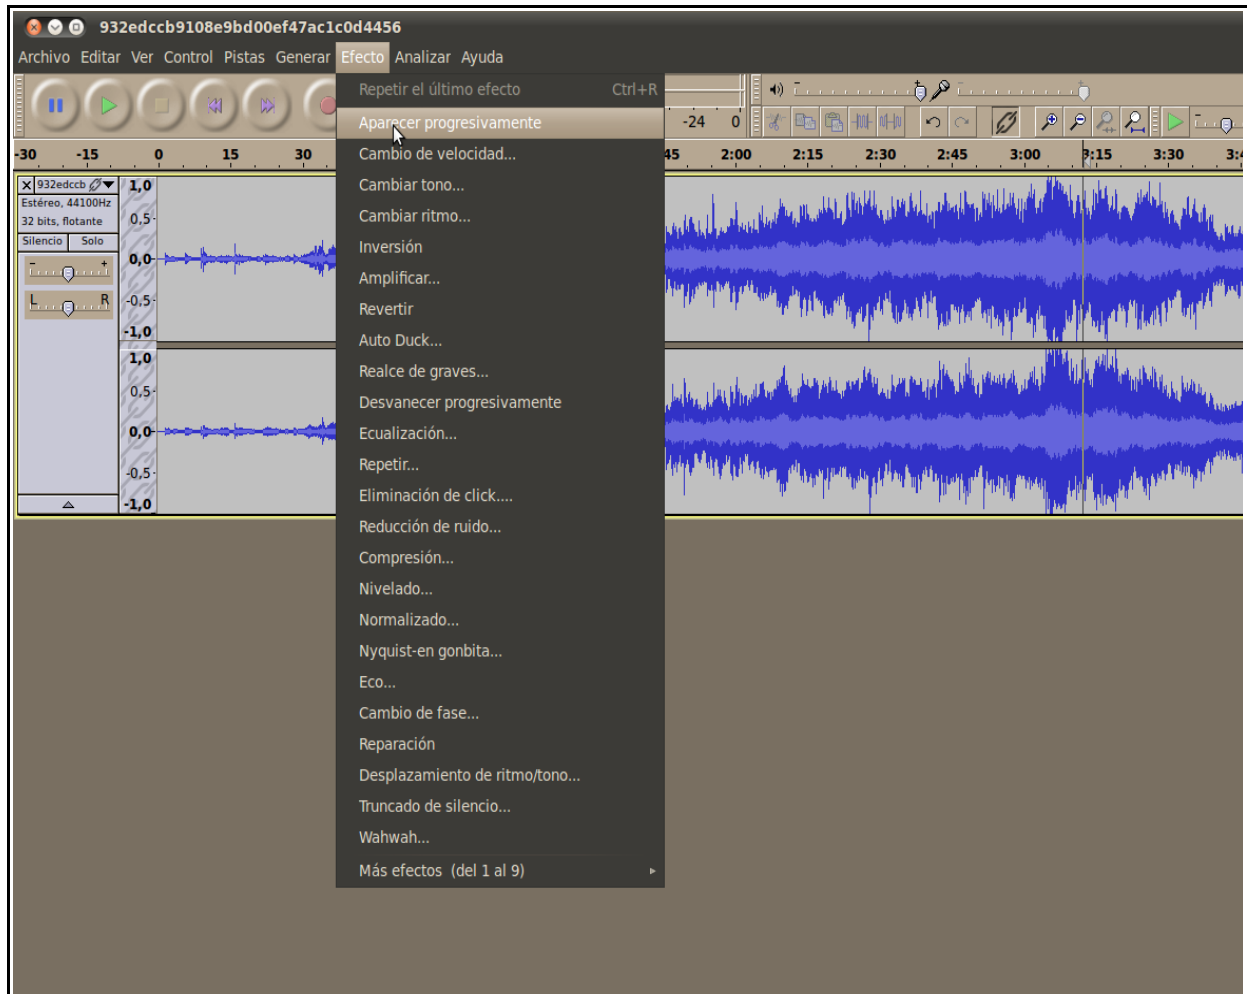 932edccb9108e9bd00ef47ac1c0d4456
Archivo Editar Ver Control Pistas Generar Efecto Analizar Ayuda
Repetir el último efecto Ctrl+R
Aparecer progresivamente
-24 0
Cambio de velocidad...
-30 -15 0 15 30 45 2:00 2:15 2:30 2:45 3:00 3:15 3:30
Cambiar tono...
Cambiar ritmo...
Inversión
Amplificar...
Revertir
Auto Duck...
Realce de graves...
Desvanecer progresivamente
Ecualización...
Repetir...
Eliminación de click....
Reducción de ruido...
Compresión...
Nivelado...
Normalizado...
Nyquist-en gonbita...
Eco...
Cambio de fase...
Reparación
Desplazamiento de ritmo/tono...
Truncado de silencio...
Wahwah...
Más efectos (del 1 al 9)
X 932edccb
Estéreo, 44100Hz
32 bits, flotante
Silencio Solo
- +
L R
1,0
0,5
0,0
-0,5
-1,0
1,0
0,5
0,0
-0,5
-1,0